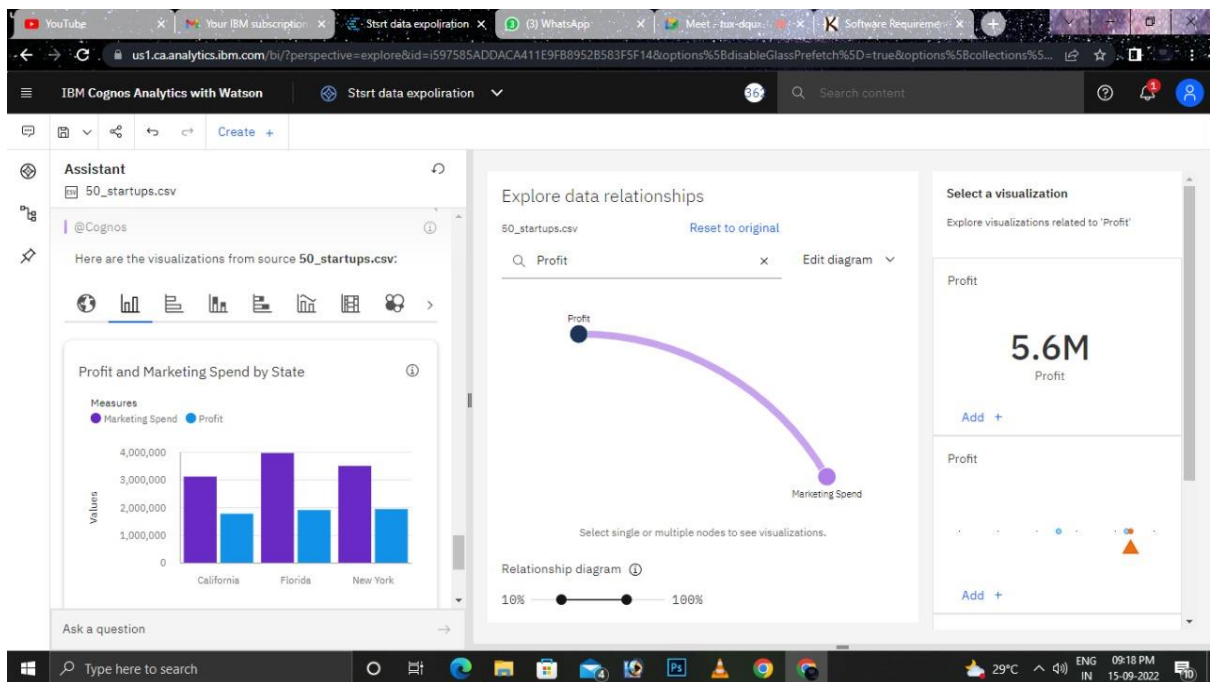 YouTube
Your IBM subscription
Stsrt data expoliration
(3) WhatsApp
Meet - tux-dqux-
Software Requireme
us1.ca.analytics.ibm.com/bi/?perspective=explore&id=i597585ADDACA411E9FB8952B583F5F14&options%5BdisableGlassPrefetch%5D=true&options%5Bcollections%5...
IBM Cognos Analytics with Watson
Stsrt data expoliration
Search content
1
Create +
Assistant
50_startups.csv
@Cognos
Here are the visualizations from source 50_startups.csv:
Profit and Marketing Spend by State
Measures
Marketing Spend Profit
4,000,000
3,000,000
2,000,000
1,000,000
0
Values
California Florida New York
Ask a question
Explore data relationships
50_startups.csv Reset to original
Profit Edit diagram
Profit
Marketing Spend
Select single or multiple nodes to see visualizations.
Relationship diagram
10% 100%
Select a visualization
Explore visualizations related to 'Profit'
Profit
5.6M
Profit
Add +
Profit
Add +
Type here to search
4
Ps
29°C
ENG
IN
09:18 PM
15-09-2022
10